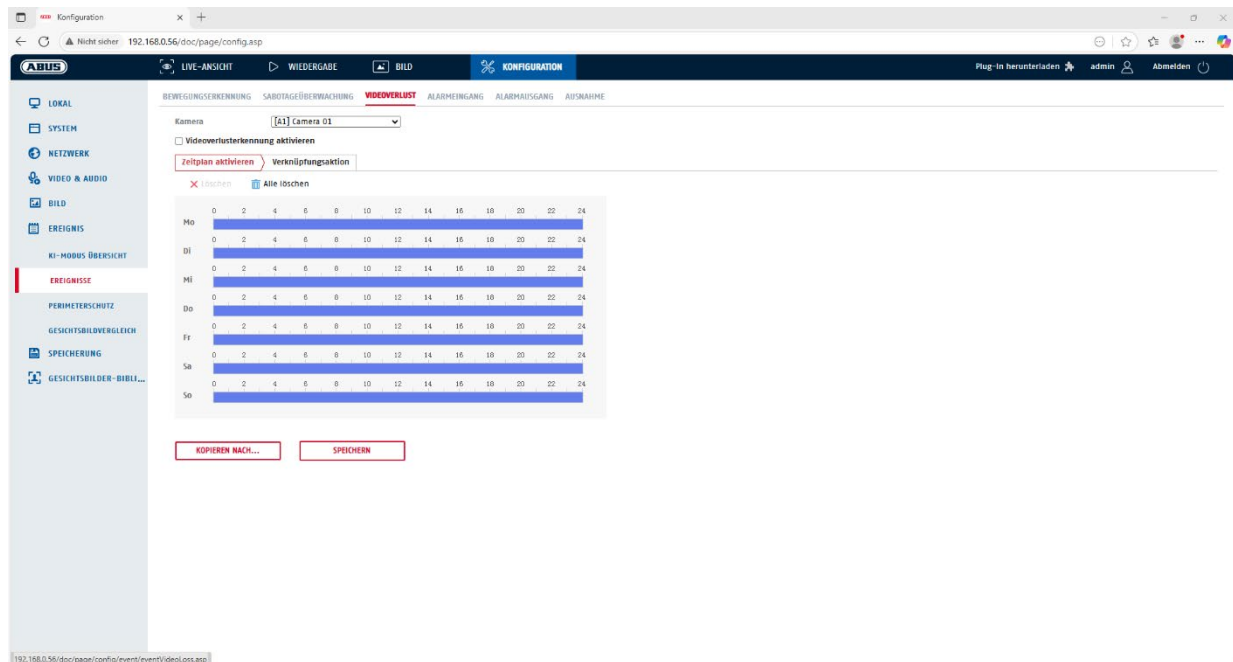 Konfiguration
Nicht sicher 192.168.0.56/doc/page/config.asp
ABUS LIVE-ANSICHT WIEDERGABE BILD KONFIGURATION Plug-in herunterladen admin Abmelden
BEWEGUNGSERKENNUNG SABOTAGEÜBERWACHUNG VIDEOVERLUST ALARMEINGANG ALARMAUSGANG AUSNAHME
LOKAL
SYSTEM
NETZWERK
VIDEO & AUDIO
BILD
EREIGNIS
KI-MODUS ÜBERSICHT
EREIGNISSE
PERIMETERSCHUTZ
GESICHTSBILDVERGLEICH
SPEICHERUNG
GESICHTSBILDER-BIBLI...
Kamera [A1] Camera 01
Videoverlusterkennung aktivieren
Zeitplan aktivieren Verknüpfungsaktion
Löschen Alle löschen
0 2 4 6 8 10 12 14 16 18 20 22 24
Mo
0 2 4 6 8 10 12 14 16 18 20 22 24
Di
0 2 4 6 8 10 12 14 16 18 20 22 24
Mi
0 2 4 6 8 10 12 14 16 18 20 22 24
Do
0 2 4 6 8 10 12 14 16 18 20 22 24
Fr
0 2 4 6 8 10 12 14 16 18 20 22 24
Sa
0 2 4 6 8 10 12 14 16 18 20 22 24
So
KOPIEREN NACH... SPEICHERN
192.168.0.56/doc/page/config/event/eventVideoLoss.asp